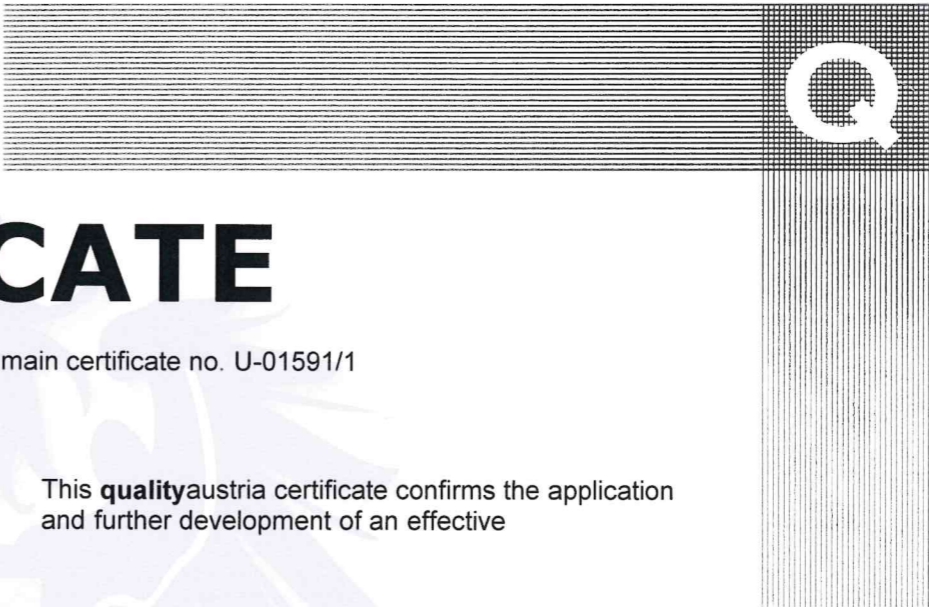 Q
CATE
main certificate no. U-01591/1
This qualityaustria certificate confirms the application
and further development of an effective